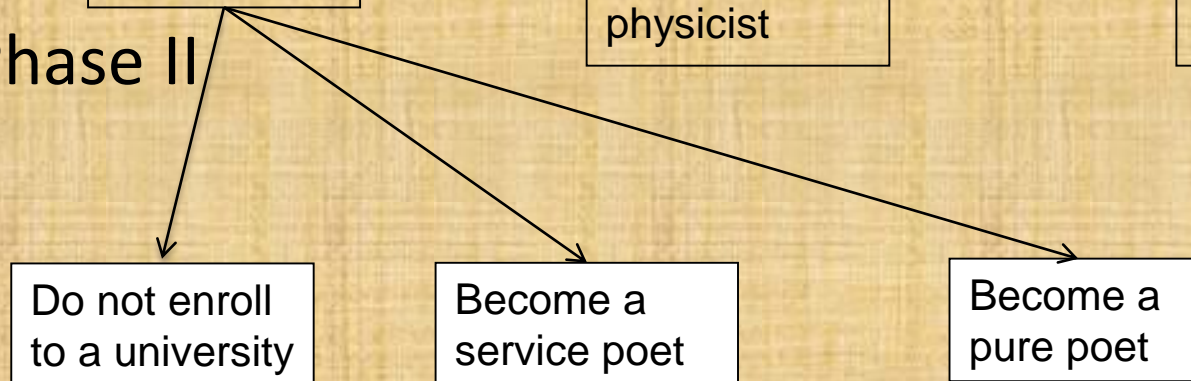 physicist
hase II
Do not enroll
to a university
Become a
service poet
Become a
pure poet